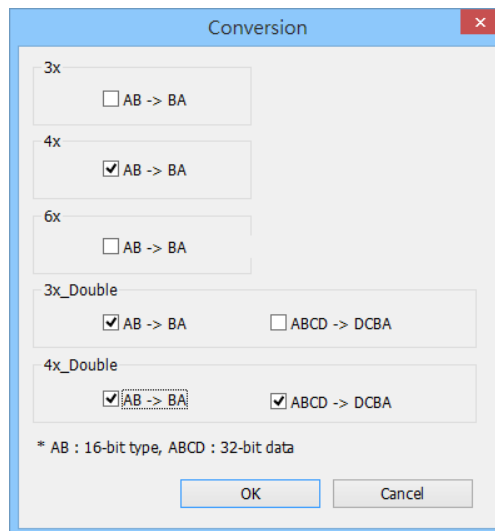 Conversion
3x
AB -> BA
4x
AB -> BA
6x
AB -> BA
3x_Double
AB -> BA ABCD -> DCBA
4x_Double
AB -> BA ABCD -> DCBA
* AB : 16-bit type, ABCD : 32-bit data
OK Cancel